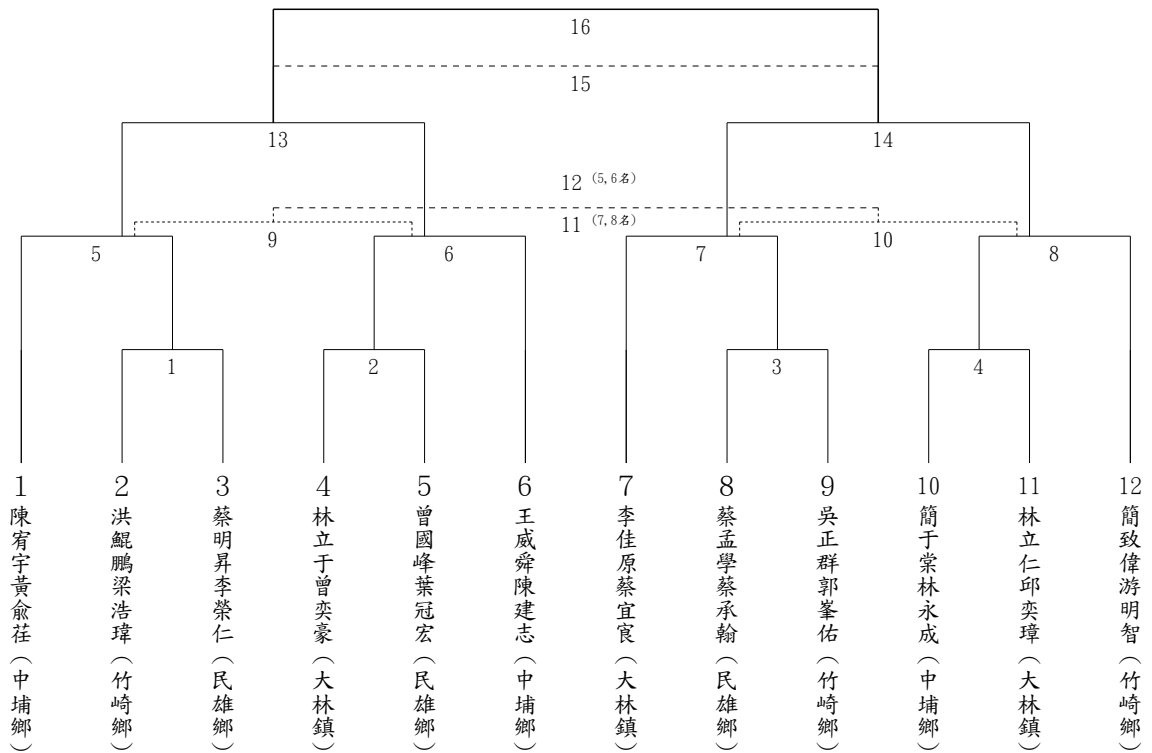 16
15
13
14
12 (5,6名)
11 (7,8名)
9
10
5
6
7
8
1
2
3
4
1
陳宥宇黃俞荏(中埔鄉)
2
洪鯤鵬梁浩瑋(竹崎鄉)
3
蔡明昇李榮仁(民雄鄉)
4
林立于曾奕豪(大林鎮)
5
曾國峰葉冠宏(民雄鄉)
6
王威舜陳建志(中埔鄉)
7
李佳原蔡宜宸(大林鎮)
8
蔡孟學蔡承翰(民雄鄉)
9
吳正群郭峯佑(竹崎鄉)
10
簡于棠林永成(中埔鄉)
11
林立仁邱奕璋(大林鎮)
12
簡致偉游明智(竹崎鄉)